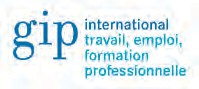 gip international
travail, emploi,
formation
professionnelle